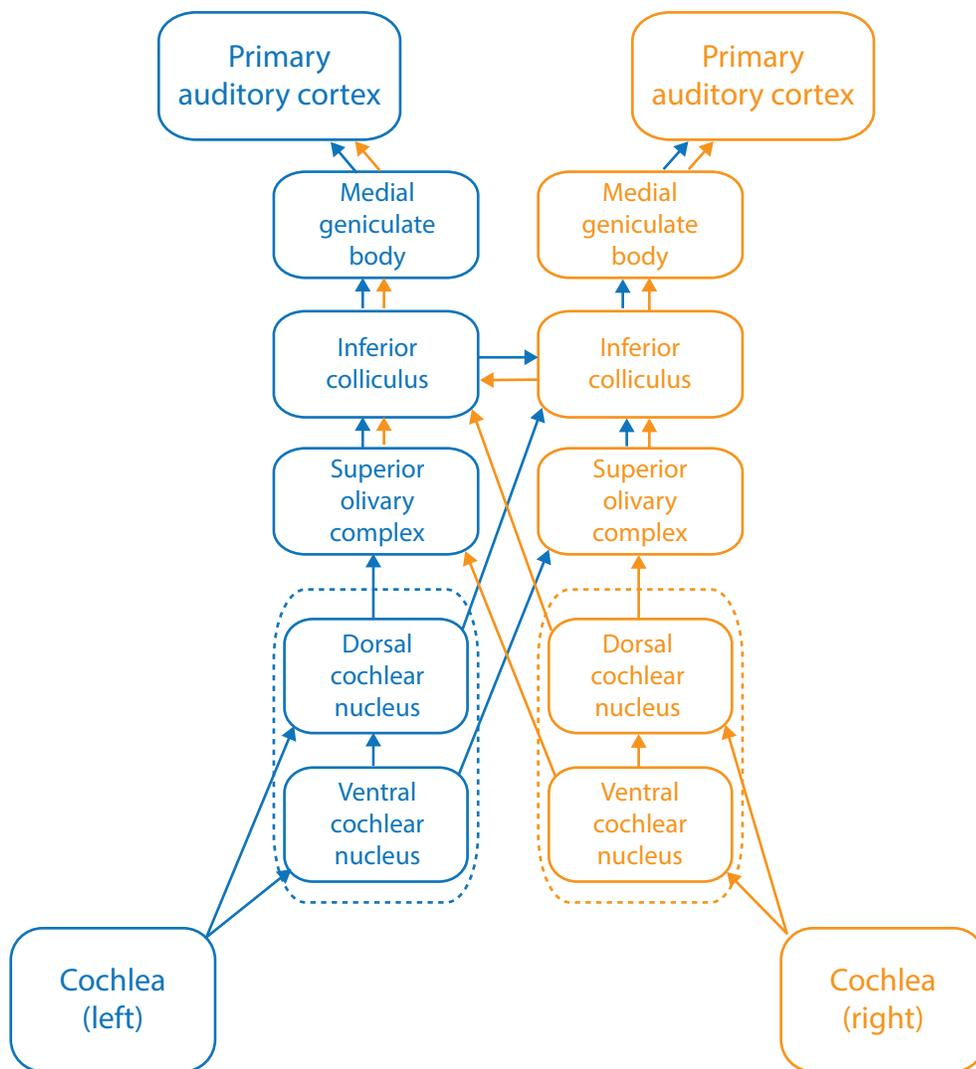 Primary
auditory cortex
Primary
auditory cortex
Medial
geniculate
body
Medial
geniculate
body
Inferior
colliculus
Inferior
colliculus
Superior
olivary
complex
Superior
olivary
complex
Dorsal
cochlear
nucleus
Dorsal
cochlear
nucleus
Ventral
cochlear
nucleus
Ventral
cochlear
nucleus
Cochlea
(left)
Cochlea
(right)